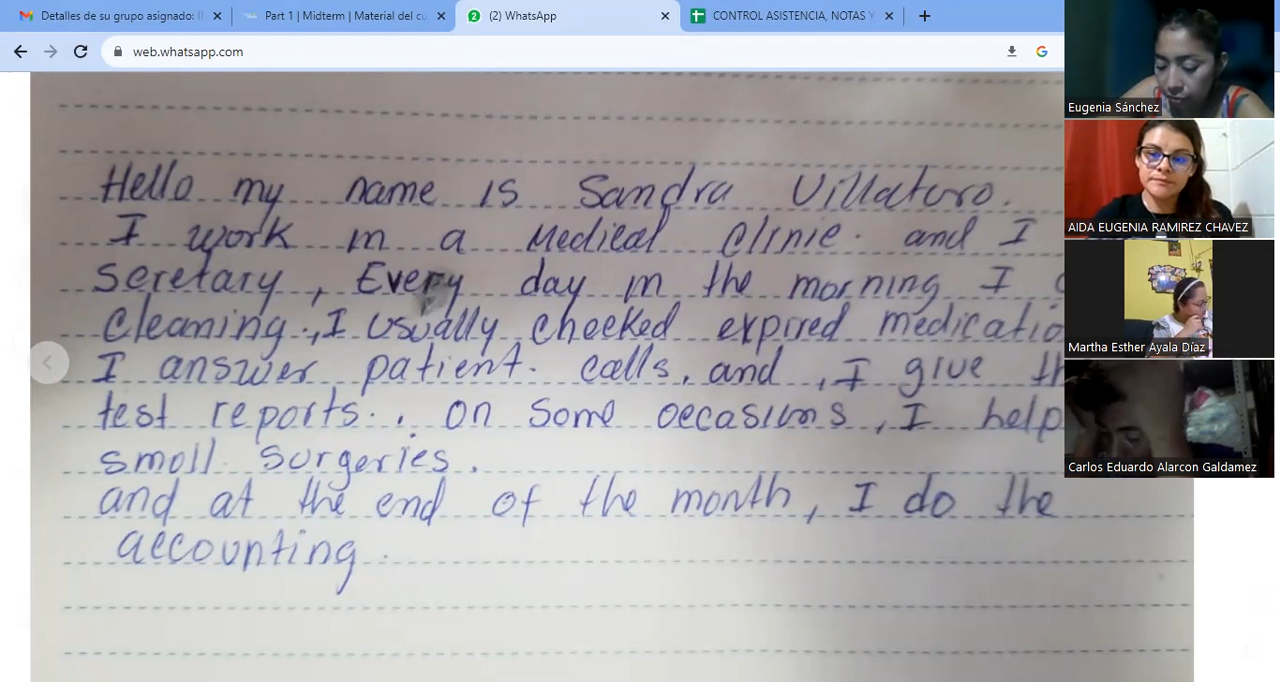 Detalles de su grupo asignado: I
Part 1 | Midterm | Material del cu
(2) WhatsApp
CONTROL ASISTENCIA, NOTAS Y
web.whatsapp.com
Hello my name is Sandra Villatoro.
I work in a Medical Clinic. and I
Secretary, Every day in the morning I
Cleaning., I usually checked expired medicatio
I answer patient calls, and, I give th
test reports.. on Some occasions, I help
small surgeries.
and at the end of the month, I do the
accounting.
Eugenia Sánchez
AIDA EUGENIA RAMIREZ CHAVEZ
Martha Esther Ayala Díaz
Carlos Eduardo Alarcon Galdamez